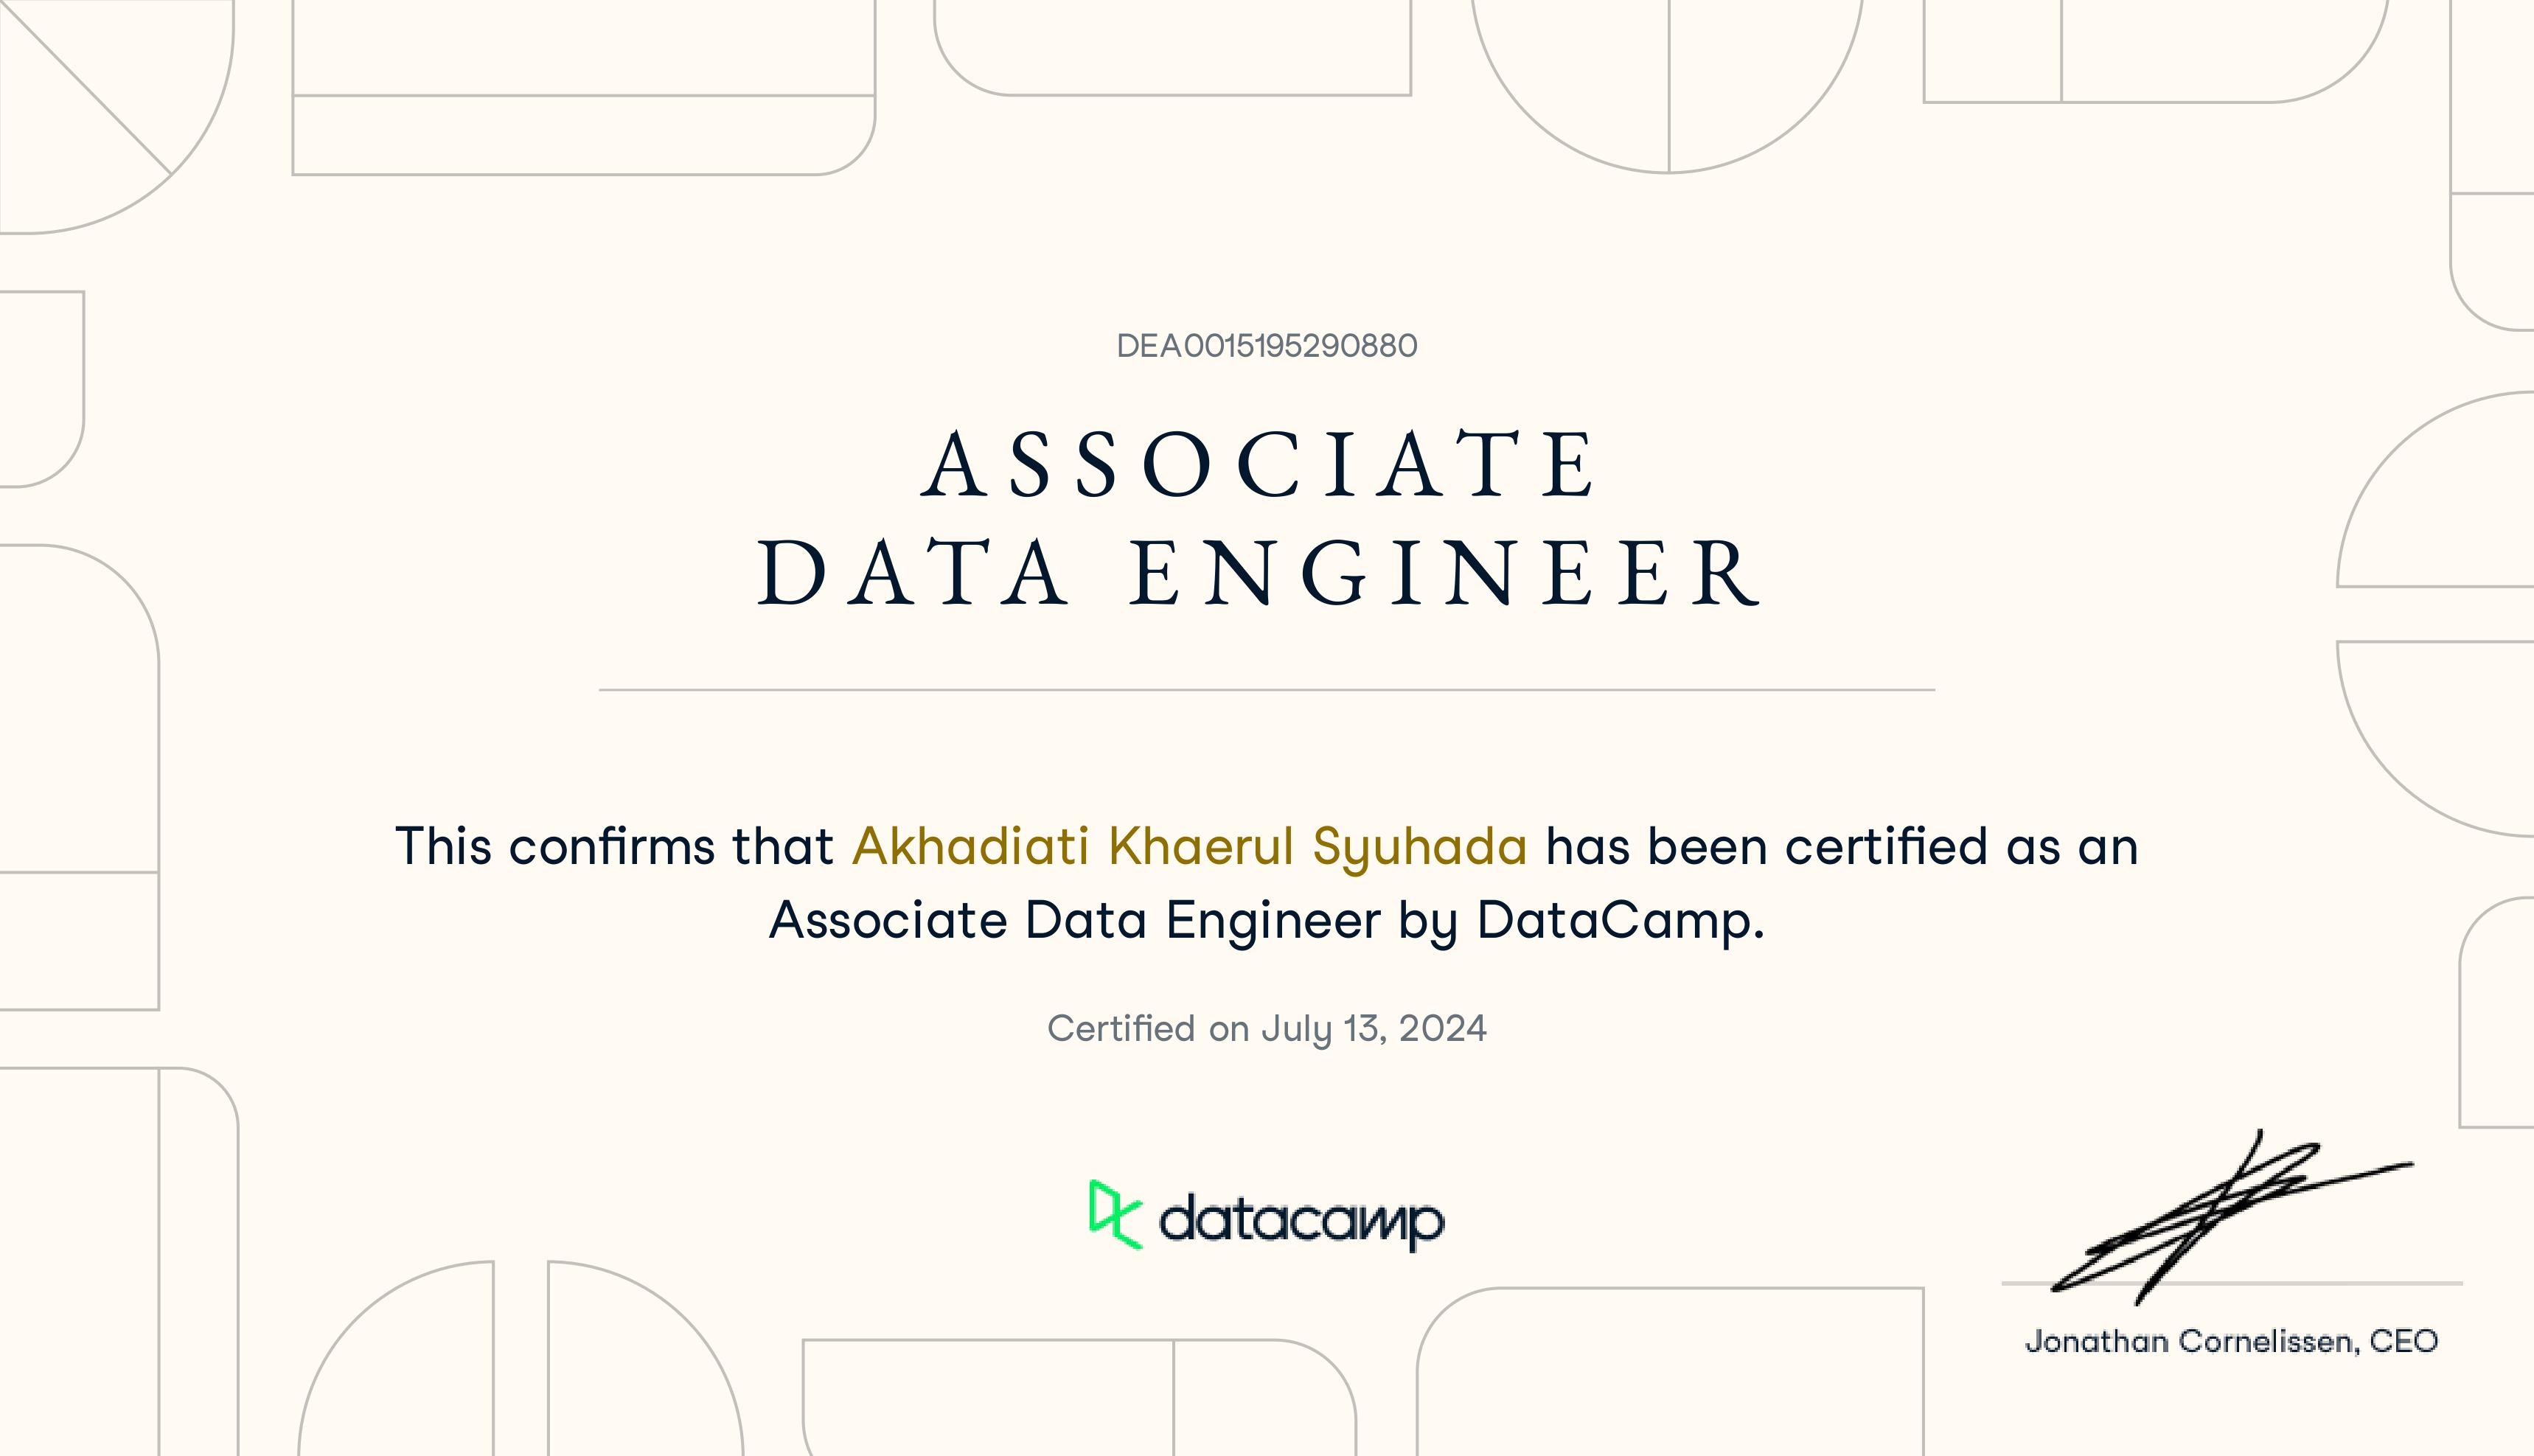 DEA0015195290880
ASSOCIATE
DATA ENGINEER
This confirms that Akhadiati Khaerul Syuhada has been certified as an
Associate Data Engineer by DataCamp.
Certified on July 13, 2024
datacamp
Jonathan Cornelissen, CEO